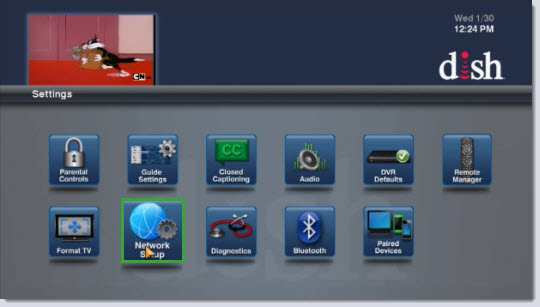 Wed 1/30
12:24 PM
dish
CN
Settings
Parental
Controls
Guide
Settings
CC
Closed
Captioning
Audio
DVR
Defaults
Remote
Manager
Format TV
Network
Setup
Diagnostics
Bluetooth
Paired
Devices
dish